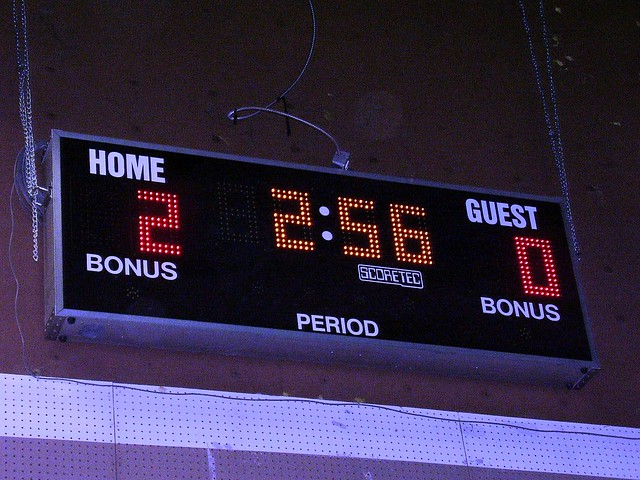 HOME
GUEST
2
2:56
0
BONUS
SCORETEC
BONUS
PERIOD